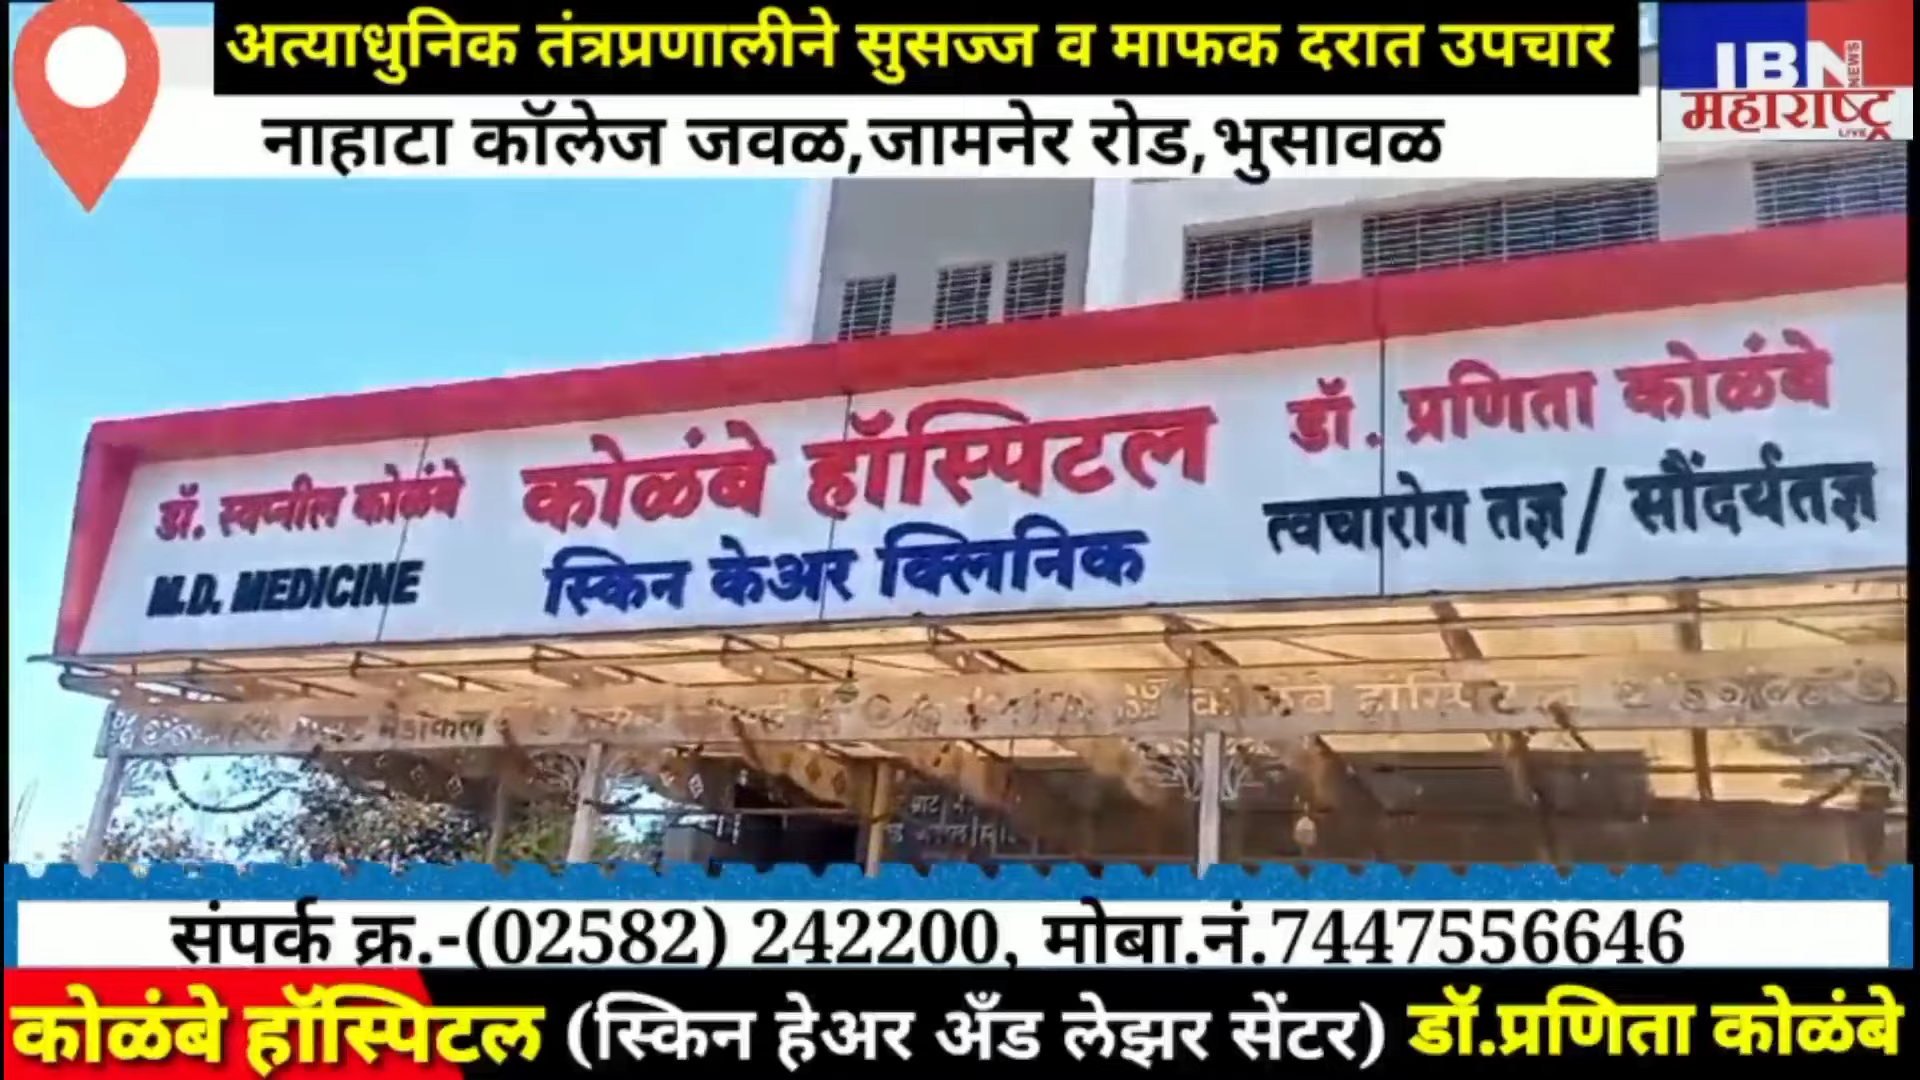 अत्याधुनिक तंत्रप्रणालीने सुसज्ज व माफक दरात उपचार
IBN NEWS
महाराष्ट्र
LIVE
नाहाटा कॉलेज जवळ,जामनेर रोड,भुसावळ
डॉ. स्वप्नील कोळंबे
M.D. MEDICINE
कोळंबे हॉस्पिटल
स्किन केअर क्लिनिक
डॉ. प्रणिता कोळंबे
त्वचारोग तज्ञ / सौंदर्यतज्ञ
कोळंबे हॉस्पिटल
संपर्क क्र.-(02582) 242200, मोबा.नं.7447556646
कोळंबे हॉस्पिटल (स्किन हेअर अँड लेझर सेंटर) डॉ.प्रणिता कोळंबे